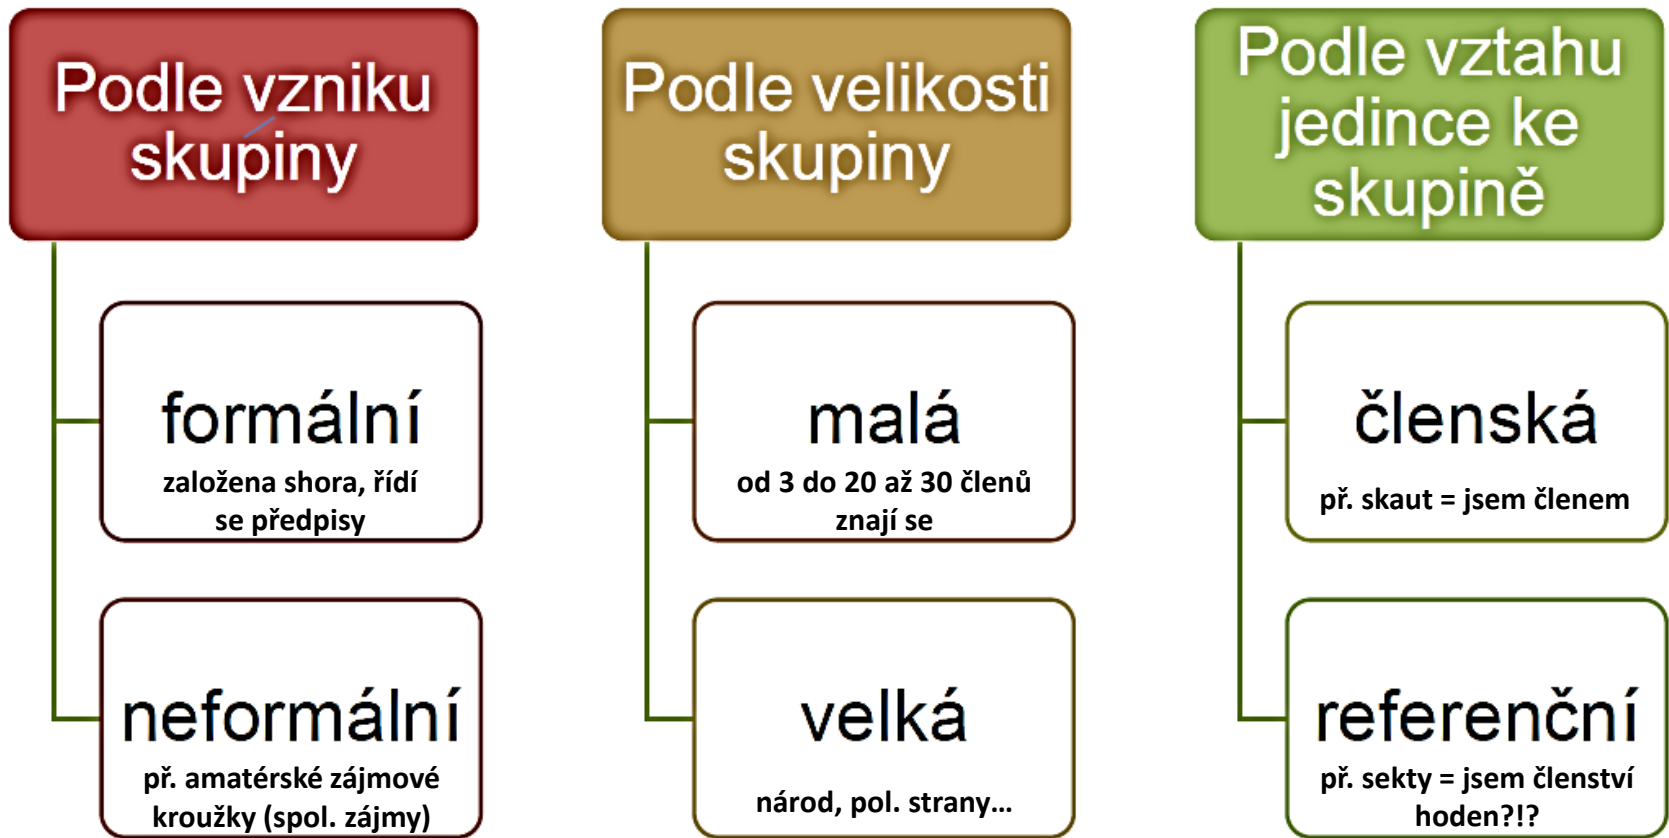 Podle vzniku
skupiny
formální
založena shora, řídí
se předpisy
neformální
př. amatérské zájmové
kroužky (spol. zájmy)
Podle velikosti
skupiny
malá
od 3 do 20 až 30 členů
znají se
velká
národ, pol. strany...
Podle vztahu
jedince ke
skupině
členská
př. skaut = jsem členem
referenční
př. sekty = jsem členství
hoden?!?